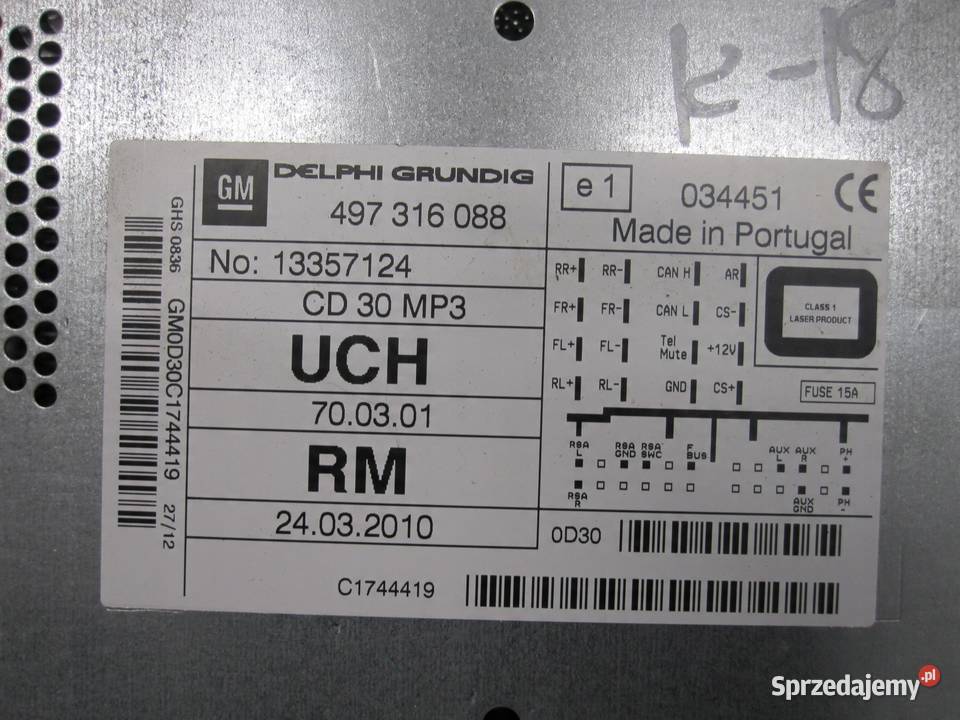 k-18
GM
DELPHI GRUNDIG
497 316 088
e 1
034451
CE
Made in Portugal
No: 13357124
CD 30 MP3
UCH
70.03.01
RM
24.03.2010
GHS 0836
GM0D30C1744419
27/12
RR+ RR- CAN H AR
FR+ FR- CAN L CS-
FL+ FL- Tel Mute +12V
RL+ RL- GND CS+
CLASS 1
LASER PRODUCT
FUSE 15A
RSA L
RSA GND
RSA SWC
F BUS
AUX L
AUX R
PH +
RSA R
AUX GND
PH -
0D30
C1744419
Sprzedajemy.pl